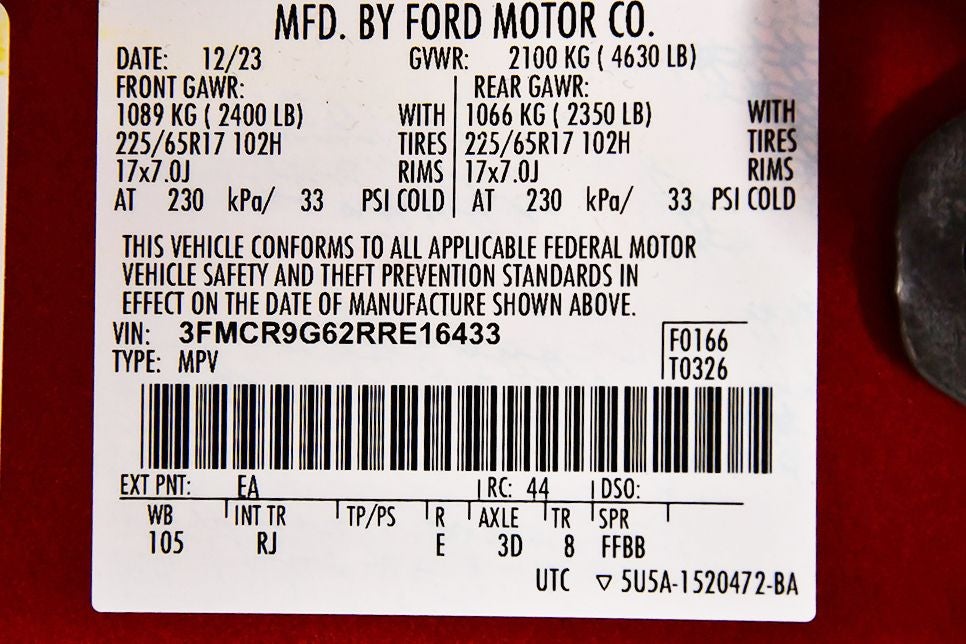 MFD. BY FORD MOTOR CO.
DATE: 12/23 GVWR: 2100 KG ( 4630 LB)
FRONT GAWR: REAR GAWR:
1089 KG ( 2400 LB) WITH 1066 KG ( 2350 LB) WITH
225/65R17 102H TIRES 225/65R17 102H TIRES
17x7.0J RIMS 17x7.0J RIMS
AT 230 kPa/ 33 PSI COLD AT 230 kPa/ 33 PSI COLD
THIS VEHICLE CONFORMS TO ALL APPLICABLE FEDERAL MOTOR
VEHICLE SAFETY AND THEFT PREVENTION STANDARDS IN
EFFECT ON THE DATE OF MANUFACTURE SHOWN ABOVE.
VIN: 3FMCR9G62RRE16433 F0166
TYPE: MPV T0326
EXT PNT: EA RC: 44 DSO:
WB INT TR TP/PS R AXLE TR SPR
105 RJ E 3D 8 FFBB
UTC ▽ 5U5A-1520472-BA